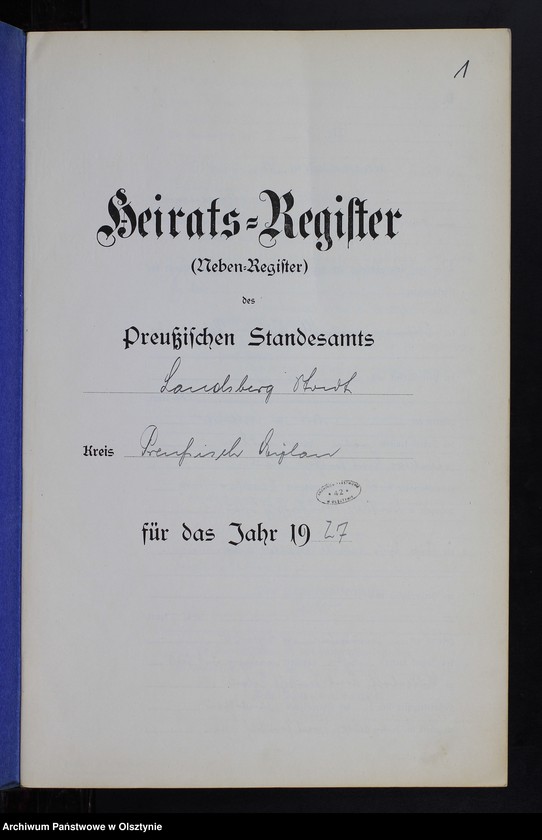 1
Heirats-Register
(Neben-Register)
des
Preußischen Standesamts
Landsberg Stadt
Kreis Preußisch Eylau
42
für das Jahr 1927
Archiwum Państwowe w Olsztynie